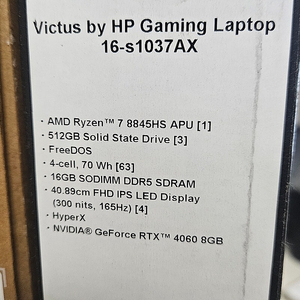 Victus by HP Gaming Laptop
16-s1037AX
· AMD Ryzen™ 7 8845HS APU [1]
· 512GB Solid State Drive [3]
· FreeDOS
· 4-cell, 70 Wh [63]
· 16GB SODIMM DDR5 SDRAM
· 40.89cm FHD IPS LED Display
(300 nits, 165Hz) [4]
· HyperX
· NVIDIA® GeForce RTX™ 4060 8GB